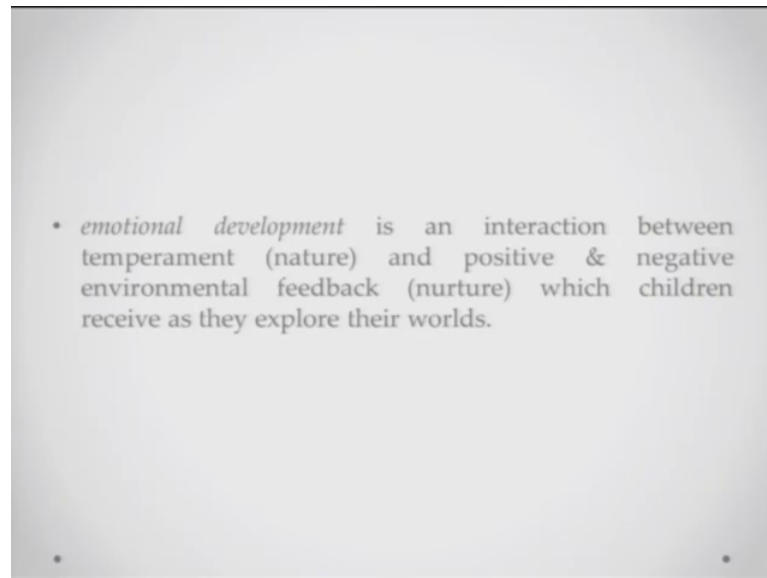 • emotional development is an interaction between
temperament (nature) and positive & negative
environmental feedback (nurture) which children
receive as they explore their worlds.